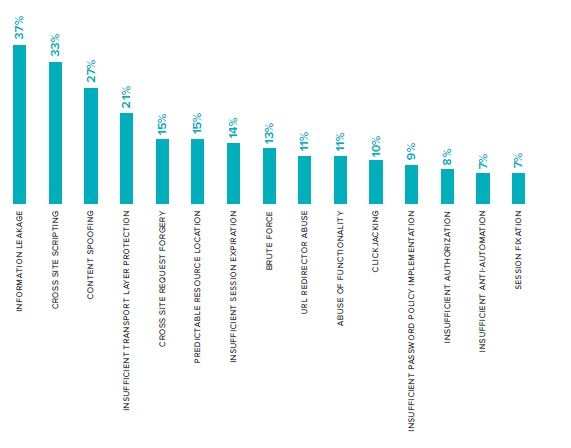 37%
33%
27%
21%
15%
15%
14%
13%
11%
11%
10%
9%
8%
7%
7%
INFORMATION LEAKAGE
CROSS SITE SCRIPTING
CONTENT SPOOFING
INSUFFICIENT TRANSPORT LAYER PROTECTION
CROSS SITE REQUEST FORGERY
PREDICTABLE RESOURCE LOCATION
INSUFFICIENT SESSION EXPIRATION
BRUTE FORCE
URL REDIRECTOR ABUSE
ABUSE OF FUNCTIONALITY
CLICKJACKING
INSUFFICIENT PASSWORD POLICY IMPLEMENTATION
INSUFFICIENT AUTHORIZATION
INSUFFICIENT ANTI-AUTOMATION
SESSION FIXATION